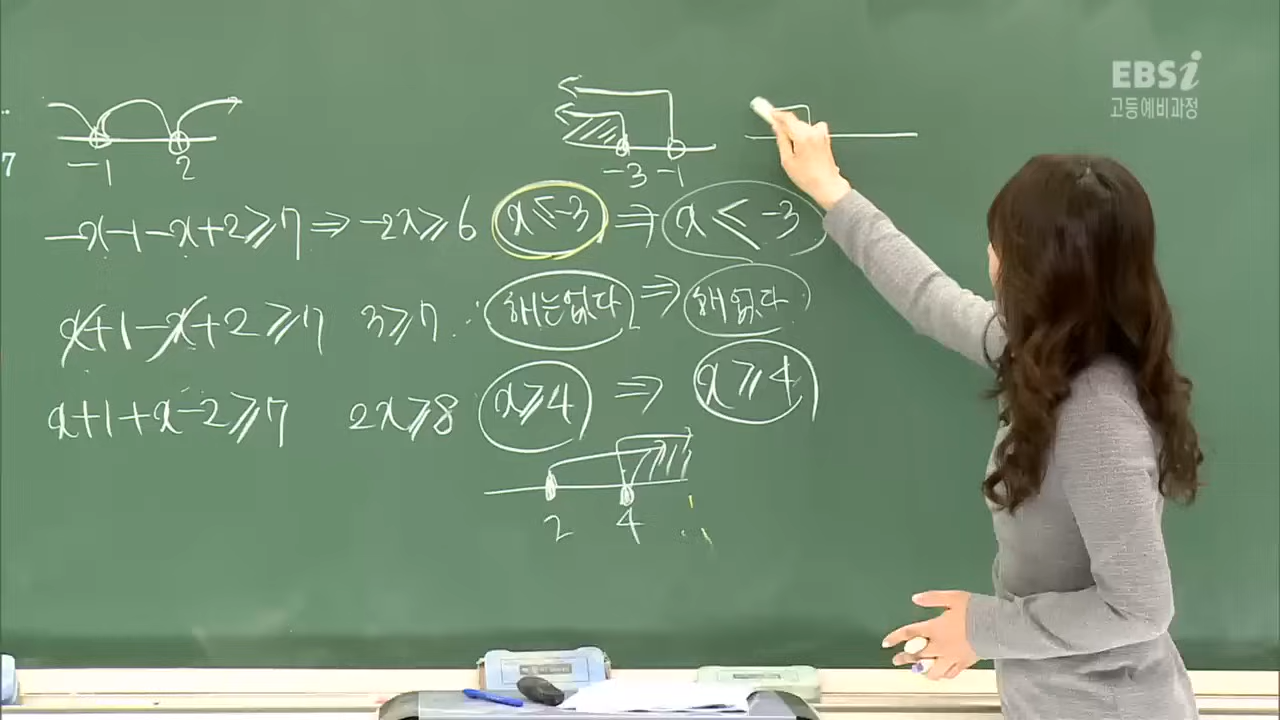 EBSi
고등예비과정
7
-1 2
-3 -1
-x-1-x+2≥7 ⇒ -2x≥6 x≤-3 ⇒ x≤-3
x+1-x+2≥7 3≥7 ∴ 해는없다 ⇒ 해없다
x+1+x-2≥7 2x≥8 x≥4 ⇒ x≥4
2 4